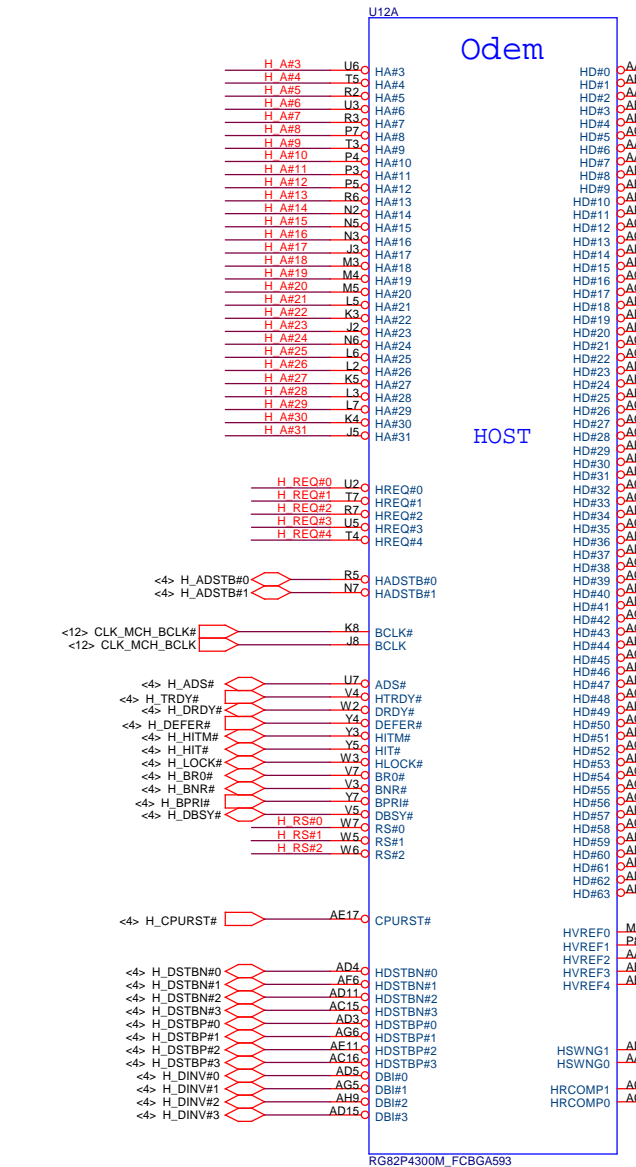 U12A
Odem
H_A#3 U6 HA#3 HD#0
H_A#4 T5 HA#4 HD#1
H_A#5 R2 HA#5 HD#2
H_A#6 U3 HA#6 HD#3
H_A#7 R3 HA#7 HD#4
H_A#8 P7 HA#8 HD#5
H_A#9 T3 HA#9 HD#6
H_A#10 P4 HA#10 HD#7
H_A#11 P3 HA#11 HD#8
H_A#12 P5 HA#12 HD#9
H_A#13 R6 HA#13 HD#10
H_A#14 N2 HA#14 HD#11
H_A#15 N5 HA#15 HD#12
H_A#16 N3 HA#16 HD#13
H_A#17 J3 HA#17 HD#14
H_A#18 M3 HA#18 HD#15
H_A#19 M4 HA#19 HD#16
H_A#20 M5 HA#20 HD#17
H_A#21 L5 HA#21 HD#18
H_A#22 K3 HA#22 HD#19
H_A#23 J2 HA#23 HD#20
H_A#24 N6 HA#24 HD#21
H_A#25 L6 HA#25 HD#22
H_A#26 L2 HA#26 HD#23
H_A#27 K5 HA#27 HD#24
H_A#28 L3 HA#28 HD#25
H_A#29 L7 HA#29 HD#26
H_A#30 K4 HA#30 HD#27
H_A#31 J5 HA#31 HOST HD#28
HD#29
HD#30
HD#31
H_REQ#0 U2 HREQ#0 HD#32
H_REQ#1 T7 HREQ#1 HD#33
H_REQ#2 R7 HREQ#2 HD#34
H_REQ#3 U5 HREQ#3 HD#35
H_REQ#4 T4 HREQ#4 HD#36
HD#37
HD#38
<4> H_ADSTB#0 R5 HADSTB#0 HD#39
<4> H_ADSTB#1 N7 HADSTB#1 HD#40
HD#41
HD#42
<12> CLK_MCH_BCLK# K8 BCLK# HD#43
<12> CLK_MCH_BCLK J8 BCLK HD#44
HD#45
HD#46
<4> H_ADS# U7 ADS# HD#47
<4> H_TRDY# V4 HTRDY# HD#48
<4> H_DRDY# W2 DRDY# HD#49
<4> H_DEFER# Y4 DEFER# HD#50
<4> H_HITM# Y3 HITM# HD#51
<4> H_HIT# Y5 HIT# HD#52
<4> H_LOCK# W3 HLOCK# HD#53
<4> H_BR0# V7 BR0# HD#54
<4> H_BNR# V3 BNR# HD#55
<4> H_BPRI# Y7 BPRI# HD#56
<4> H_DBSY# V5 DBSY# HD#57
H_RS#0 W7 RS#0 HD#58
H_RS#1 W5 RS#1 HD#59
H_RS#2 W6 RS#2 HD#60
HD#61
HD#62
HD#63
<4> H_CPURST# AE17 CPURST#
HVREF0
HVREF1
HVREF2
HVREF3
HVREF4
<4> H_DSTBN#0 AD4 HDSTBN#0
<4> H_DSTBN#1 AF6 HDSTBN#1
<4> H_DSTBN#2 AD11 HDSTBN#2
<4> H_DSTBN#3 AC15 HDSTBN#3
<4> H_DSTBP#0 AD3 HDSTBP#0
<4> H_DSTBP#1 AG6 HDSTBP#1
<4> H_DSTBP#2 AE11 HDSTBP#2 HSWNG1
<4> H_DSTBP#3 AC16 HDSTBP#3 HSWNG0
<4> H_DINV#0 AD5 DBI#0
<4> H_DINV#1 AG5 DBI#1 HRCOMP1
<4> H_DINV#2 AH9 DBI#2 HRCOMP0
<4> H_DINV#3 AD15 DBI#3
RG82P4300M_FCBGA593